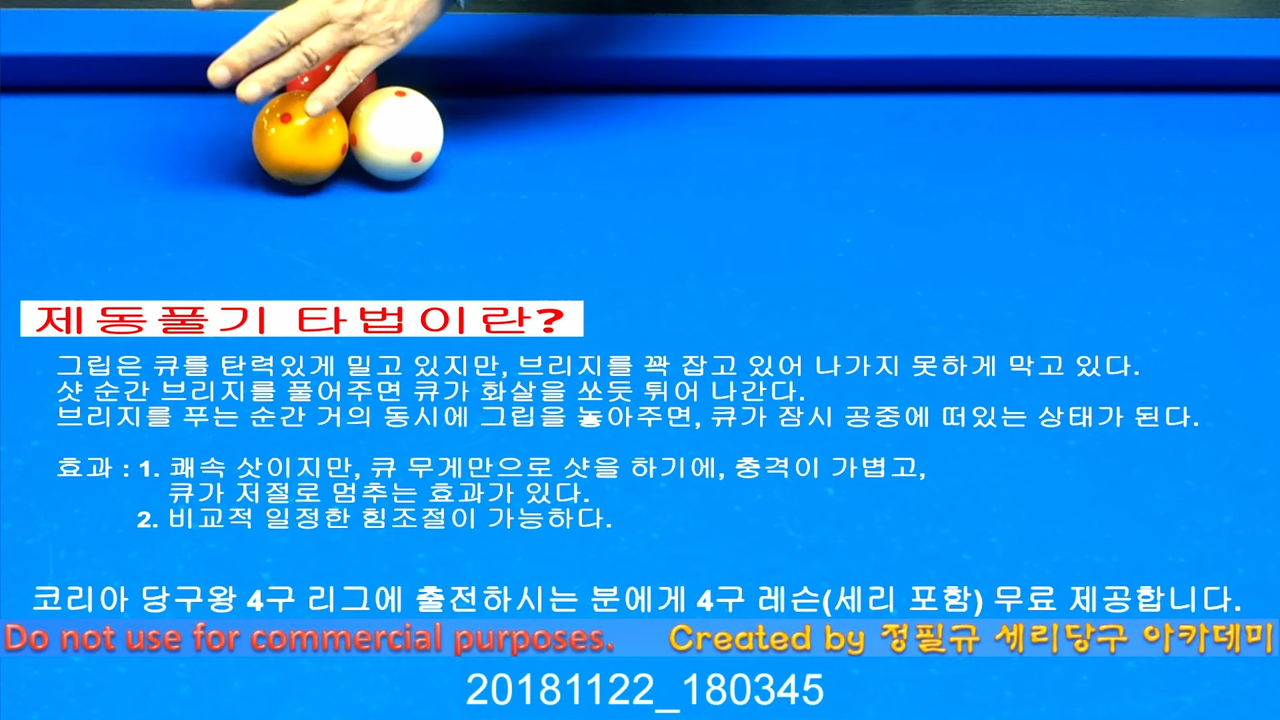 제동풀기 타법이란?
그립은 큐를 탄력있게 밀고 있지만, 브리지를 꽉 잡고 있어 나가지 못하게 막고 있다.
샷 순간 브리지를 풀어주면 큐가 화살을 쏘듯 튀어 나간다.
브리지를 푸는 순간 거의 동시에 그립을 놓아주면, 큐가 잠시 공중에 떠있는 상태가 된다.
효과 : 1. 쾌속 샷이지만, 큐 무게만으로 샷을 하기에, 충격이 가볍고,
큐가 저절로 멈추는 효과가 있다.
2. 비교적 일정한 힘조절이 가능하다.
코리아 당구왕 4구 리그에 출전하시는 분에게 4구 레슨(세리 포함) 무료 제공합니다.
Do not use for commercial purposes. Created by 정필규 세리당구 아카데미
20181122_180345